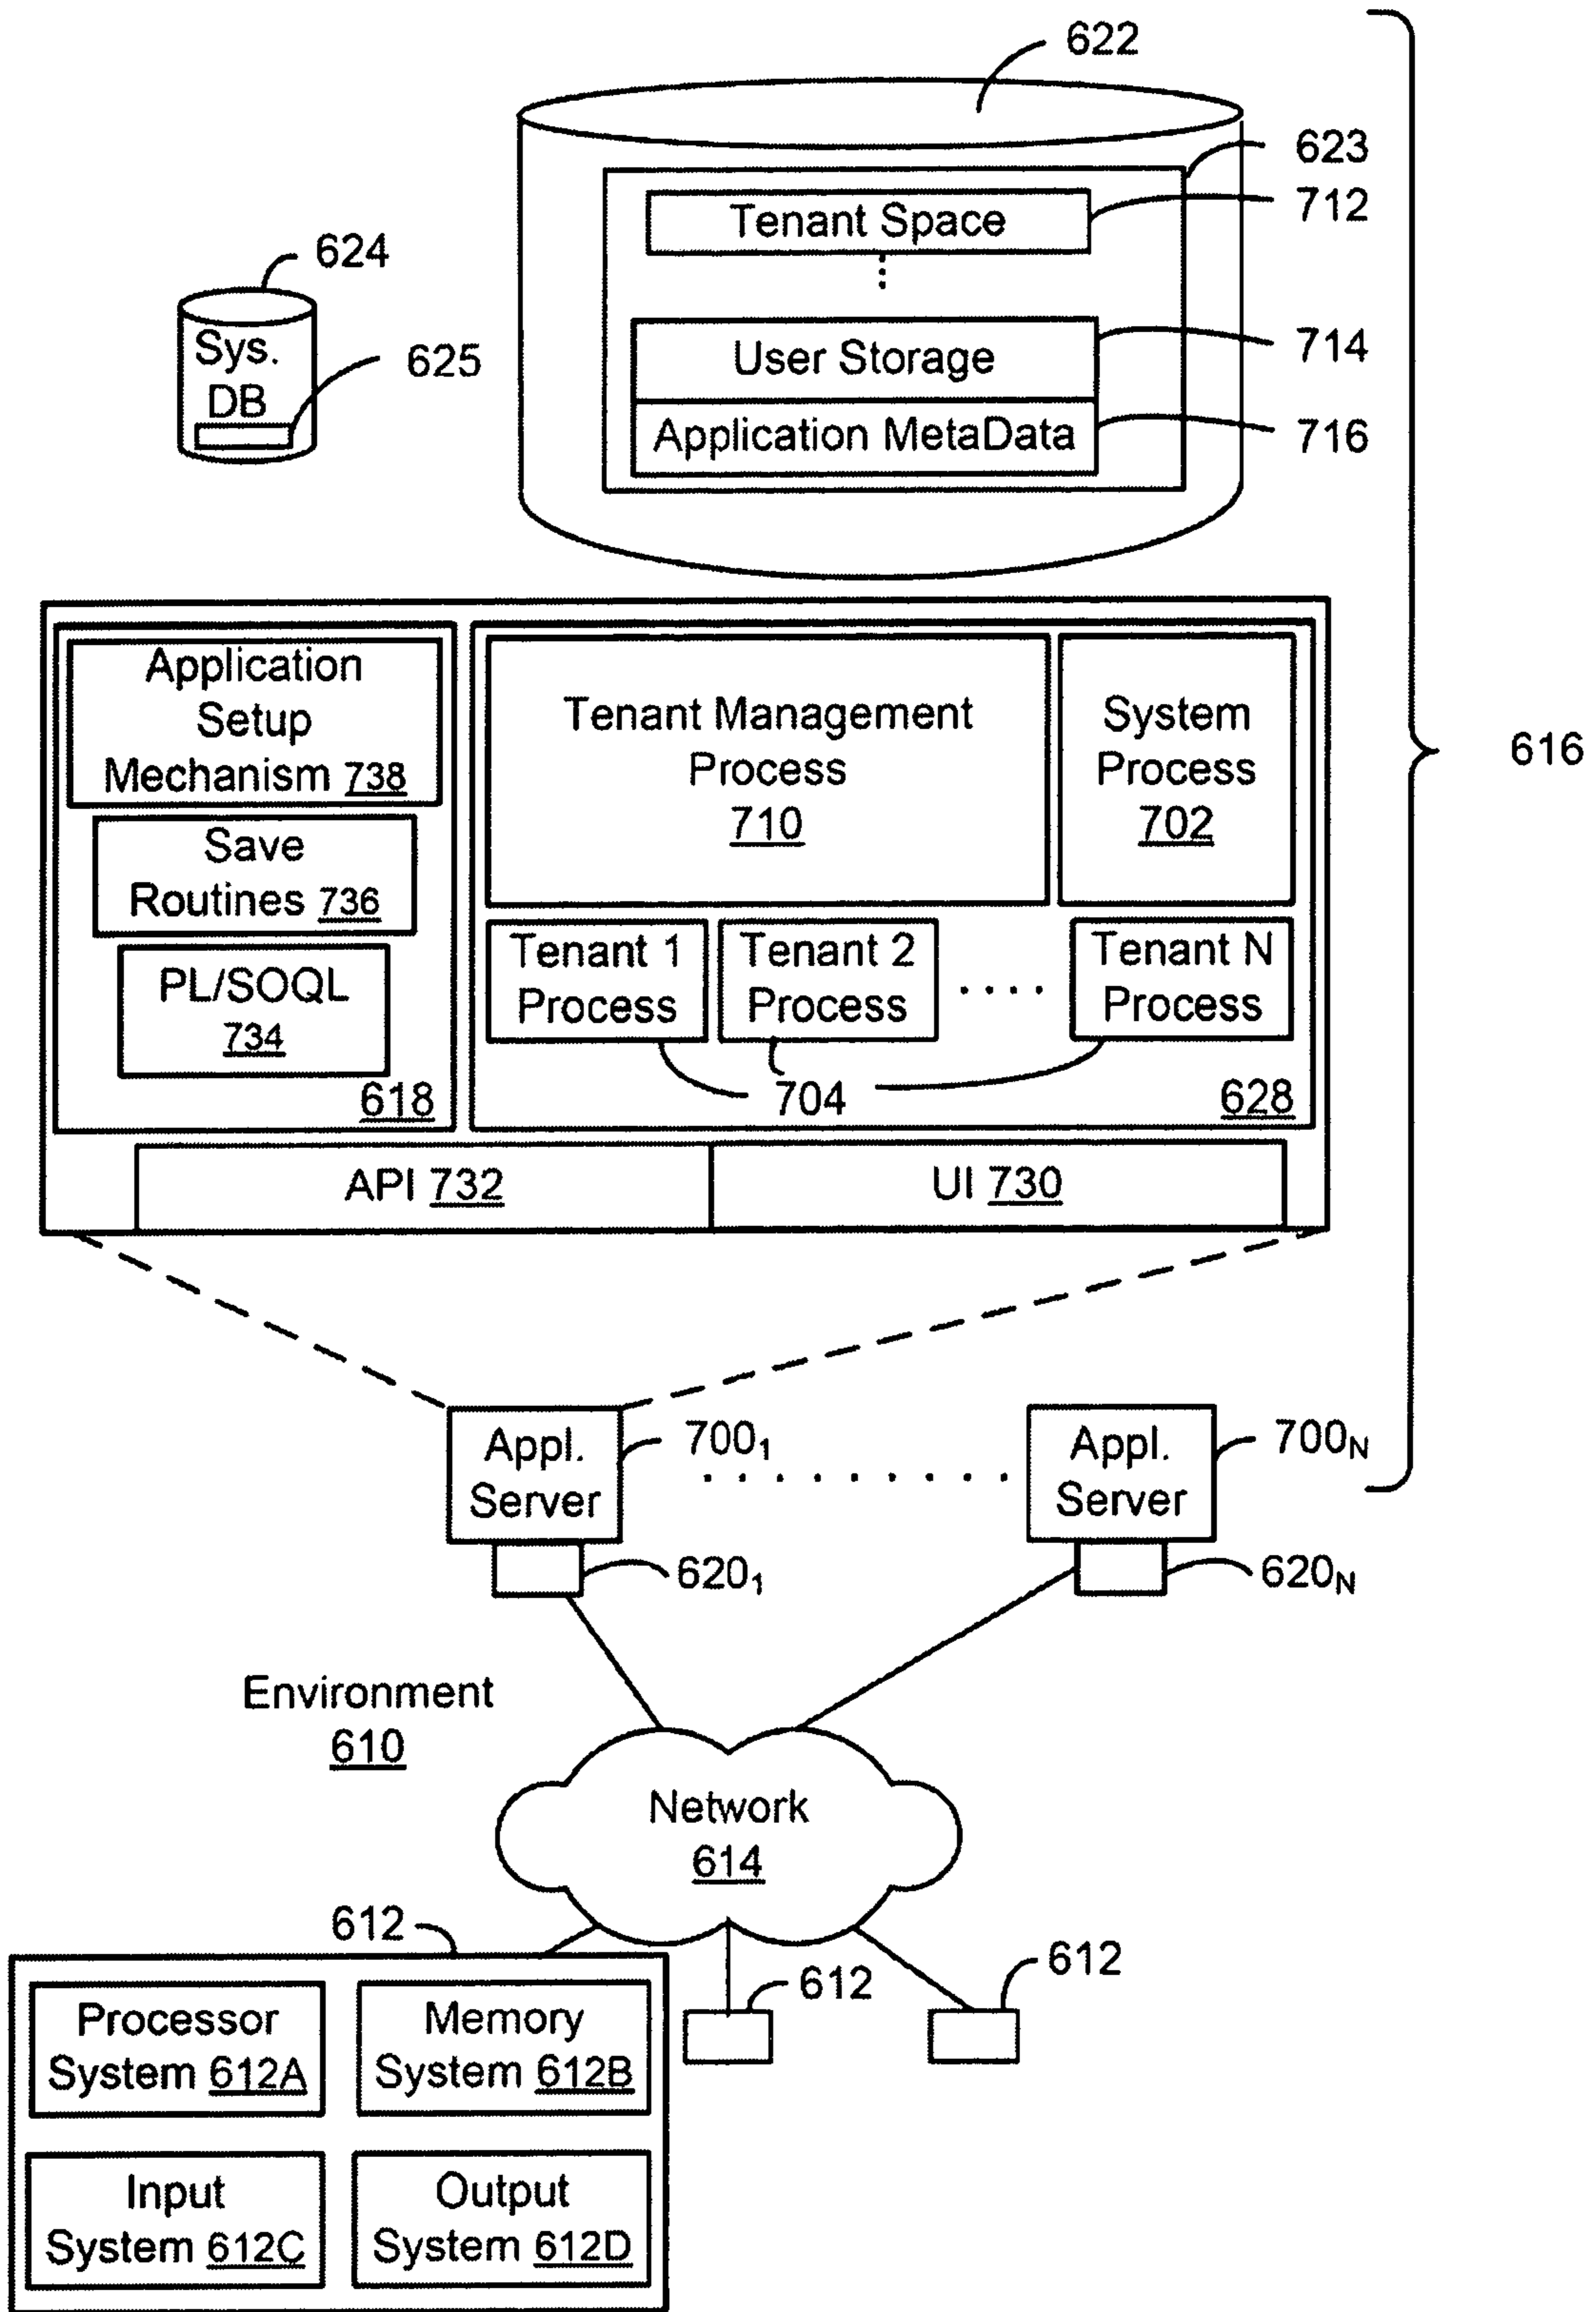 622
623
Tenant Space
712
624
Sys.
DB
625
User Storage
714
Application MetaData
716
616
Application
Setup
Mechanism 738
Save
Routines 736
PL/SOQL
734
618
Tenant Management
Process
710
System
Process
702
Tenant 1
Process
Tenant 2
Process
. . . .
Tenant N
Process
704
628
API 732
UI 730
Appl.
Server
700₁
. . . . . . . . .
Appl.
Server
700N
620₁
620N
Environment
610
Network
614
612
612
612
Processor
System 612A
Memory
System 612B
Input
System 612C
Output
System 612D